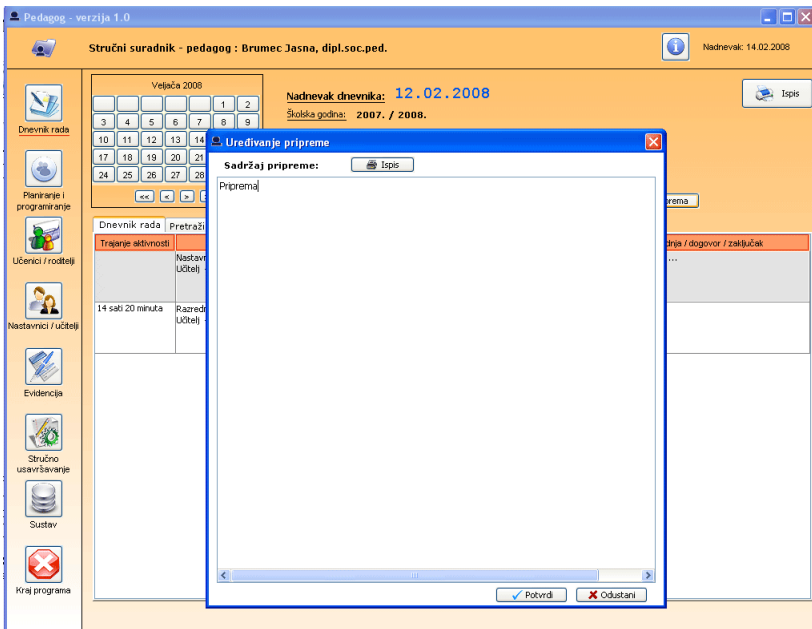 Pedagog - verzija 1.0
Stručni suradnik - pedagog : Brumec Jasna, dipl.soc.ped.
Nadnevak: 14.02.2008
Dnevnik rada
Planiranje i
programiranje
Učenici / roditelji
Nastavnici / učitelji
Evidencija
Stručno
usavršavanje
Sustav
Kraj programa
Veljača 2008
1 2
3 4 5 6 7 8 9
10 11 12 13 14
17 18 19 20 21
24 25 26 27 28
<< < >
Nadnevak dnevnika: 12.02.2008
Školska godina: 2007. / 2008.
Ispis
Dnevnik rada Pretraži
Trajanje aktivnosti
dnja / dogovor / zaključak
Učitelj -
...
14 sati 20 minuta
Učitelj -
Uređivanje pripreme
Sadržaj pripreme: Ispis
Priprema
Potvrdi Odustani